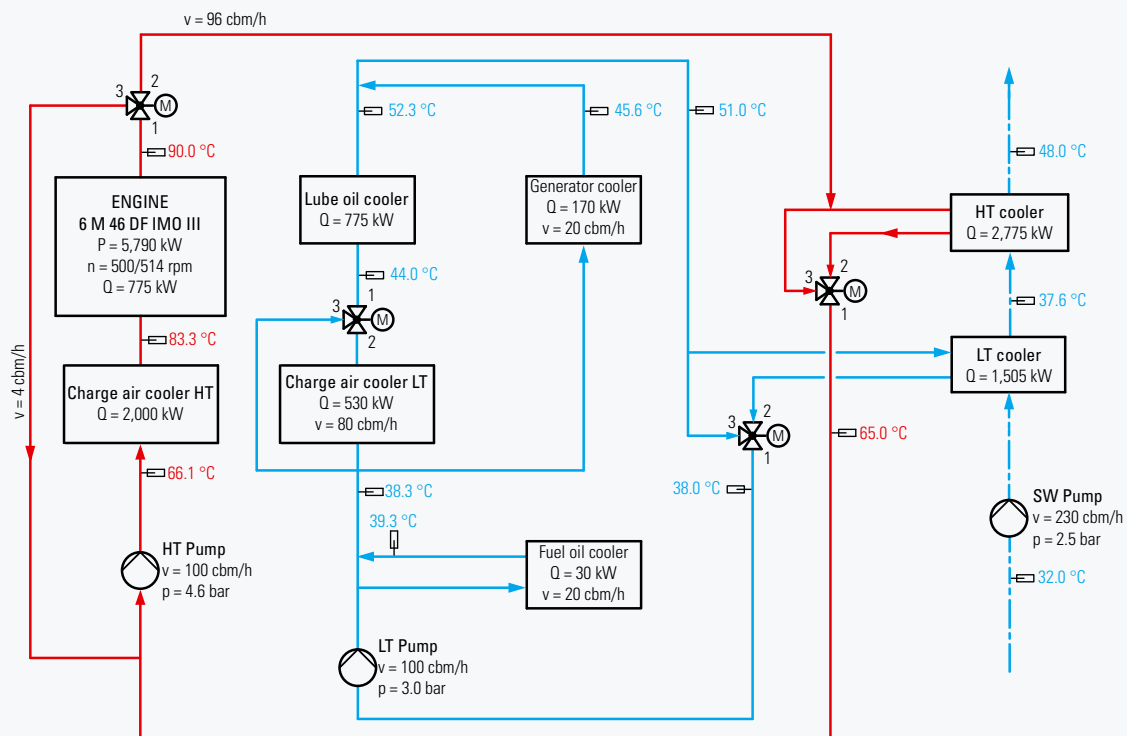 v = 96 cbm/h
3
2
M
1
90.0 °C
ENGINE
6 M 46 DF IMO III
P = 5,790 kW
n = 500/514 rpm
Q = 775 kW
83.3 °C
Charge air cooler HT
Q = 2,000 kW
66.1 °C
v = 4 cbm/h
HT Pump
v = 100 cbm/h
p = 4.6 bar
52.3 °C
45.6 °C
51.0 °C
Lube oil cooler
Q = 775 kW
Generator cooler
Q = 170 kW
v = 20 cbm/h
44.0 °C
3
1
M
2
Charge air cooler LT
Q = 530 kW
v = 80 cbm/h
38.3 °C
39.3 °C
Fuel oil cooler
Q = 30 kW
v = 20 cbm/h
LT Pump
v = 100 cbm/h
p = 3.0 bar
48.0 °C
HT cooler
Q = 2,775 kW
3
2
M
1
37.6 °C
LT cooler
Q = 1,505 kW
3
2
M
1
65.0 °C
38.0 °C
SW Pump
v = 230 cbm/h
p = 2.5 bar
32.0 °C